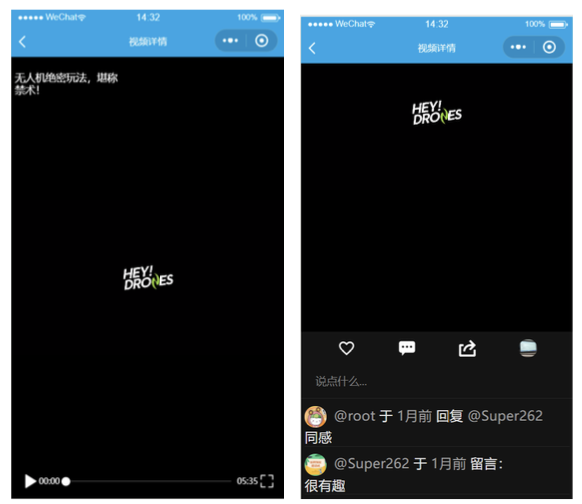 WeChat
14:32
100%
视频详情
无人机绝密玩法,堪称
禁术!
HEY!
DRONES
00:00
05:35
WeChat
14:32
100%
视频详情
HEY!
DRONES
说点什么...
@root 于 1月前 回复 @Super262
同感
@Super262 于 1月前 留言:
很有趣